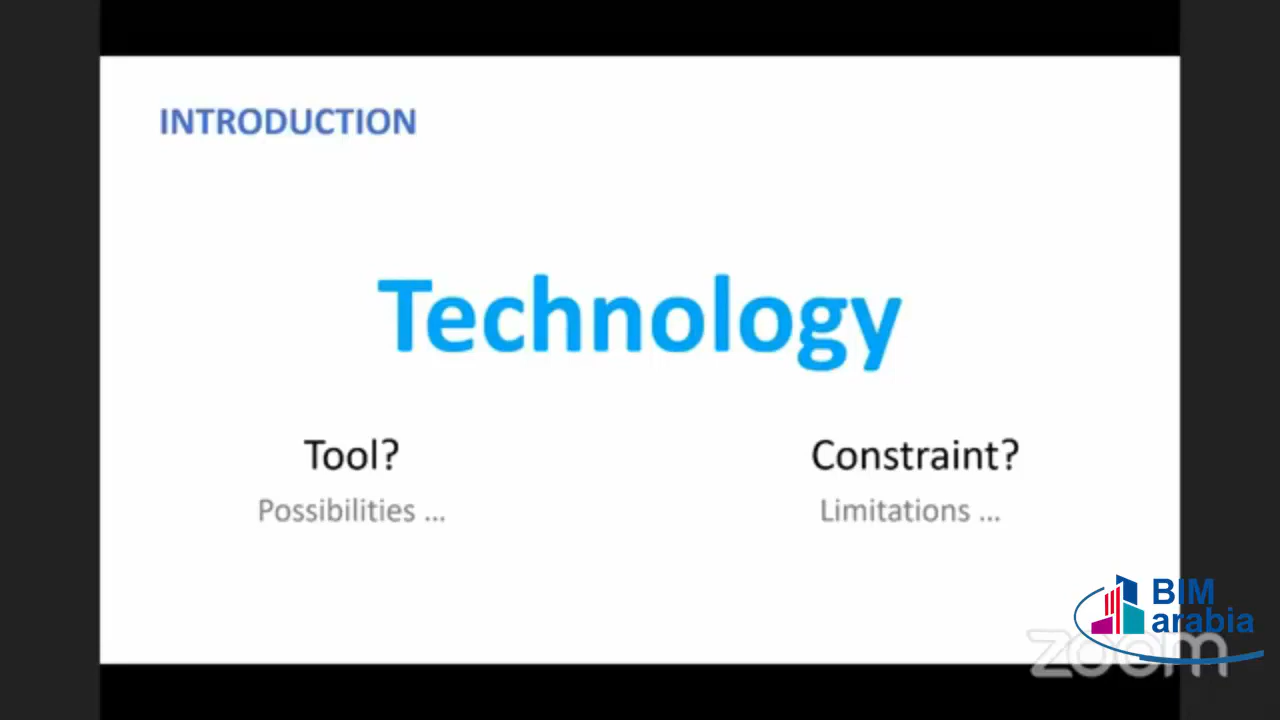 INTRODUCTION
Technology
Tool?
Constraint?
Possibilities ...
Limitations ...
BIM
arabia
zoom